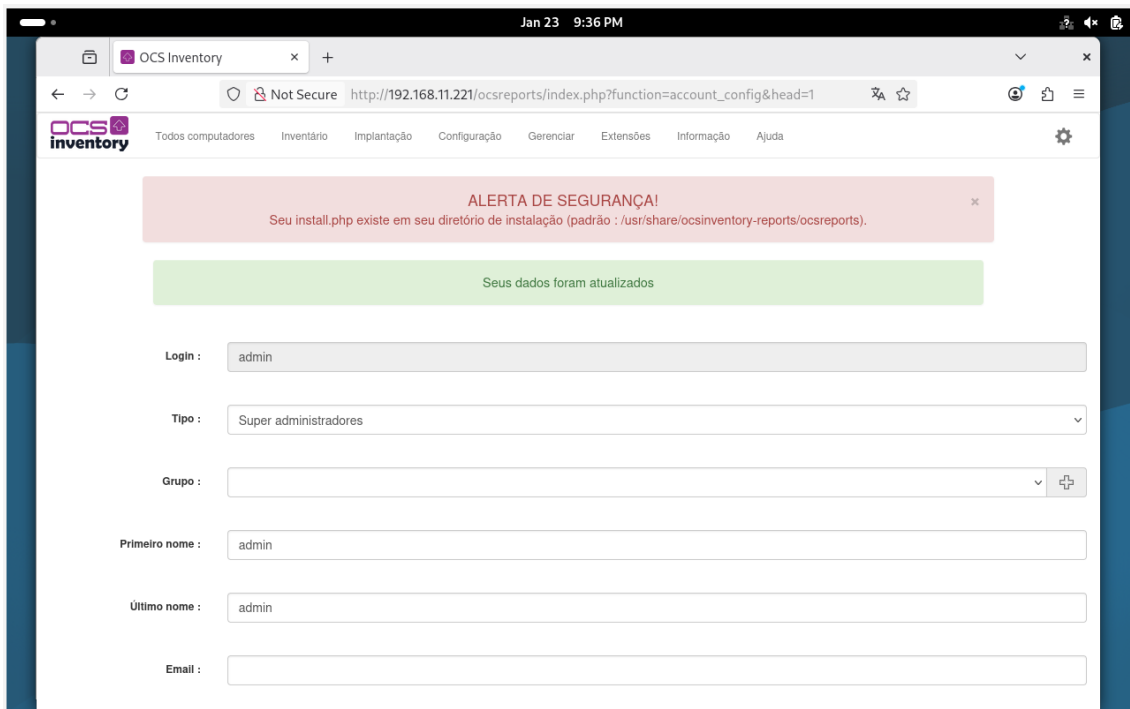 Jan 23 9:36 PM
OCS Inventory
Not Secure http://192.168.11.221/ocsreports/index.php?function=account_config&head=1
OCS
inventory
Todos computadores Inventário Implantação Configuração Gerenciar Extensões Informação Ajuda
ALERTA DE SEGURANÇA!
Seu install.php existe em seu diretório de instalação (padrão : /usr/share/ocsinventory-reports/ocsreports).
Seus dados foram atualizados
Login : admin
Tipo : Super administradores
Grupo :
Primeiro nome : admin
Último nome : admin
Email :